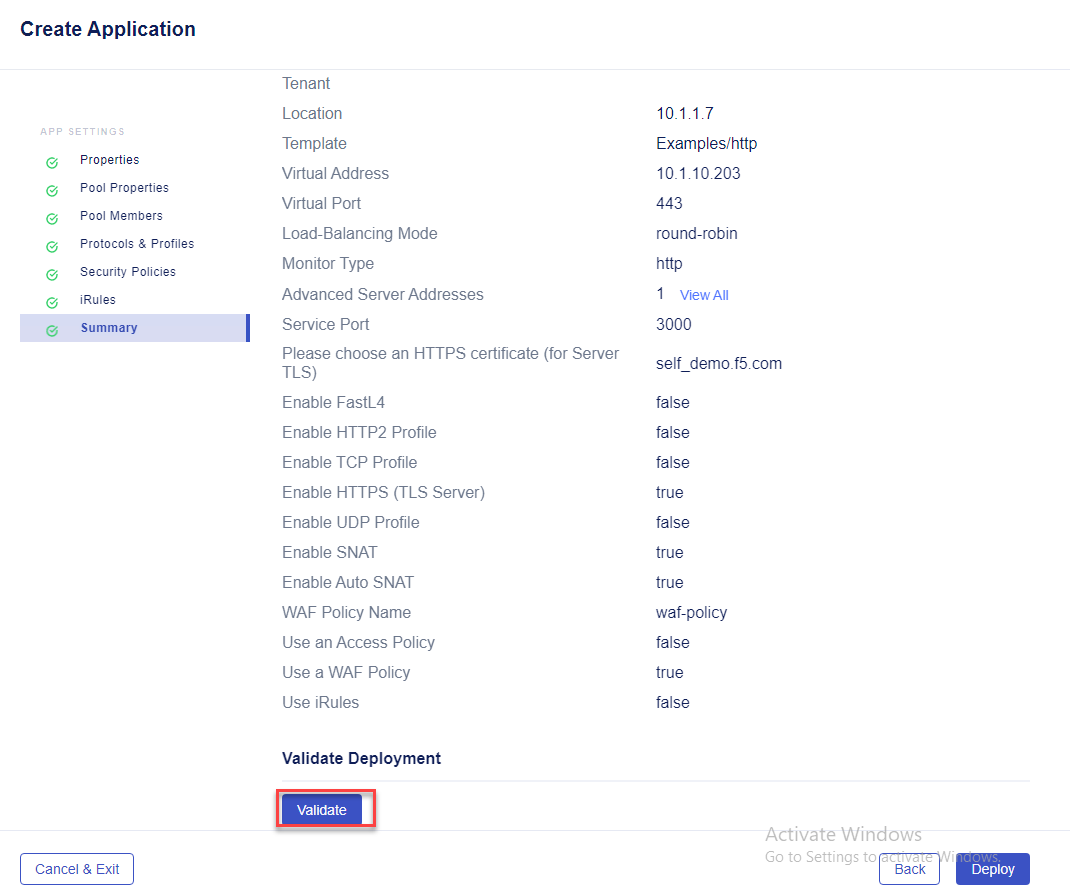 Create Application
APP SETTINGS
Properties
Pool Properties
Pool Members
Protocols & Profiles
Security Policies
iRules
Summary
Tenant
Location 10.1.1.7
Template Examples/http
Virtual Address 10.1.10.203
Virtual Port 443
Load-Balancing Mode round-robin
Monitor Type http
Advanced Server Addresses 1 View All
Service Port 3000
Please choose an HTTPS certificate (for Server
TLS) self_demo.f5.com
Enable FastL4 false
Enable HTTP2 Profile false
Enable TCP Profile false
Enable HTTPS (TLS Server) true
Enable UDP Profile false
Enable SNAT true
Enable Auto SNAT true
WAF Policy Name waf-policy
Use an Access Policy false
Use a WAF Policy true
Use iRules false
Validate Deployment
Validate
Activate Windows
Go to Settings to activate Windows.
Cancel & Exit Back Deploy